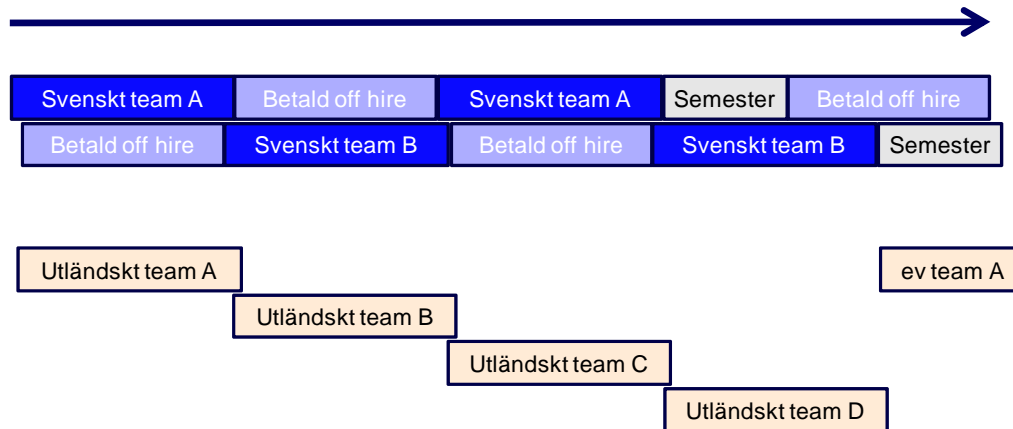 Svenskt team A Betald off hire Svenskt team A Semester Betald off hire
Betald off hire Svenskt team B Betald off hire Svenskt team B Semester
Utländskt team A ev team A
Utländskt team B
Utländskt team C
Utländskt team D